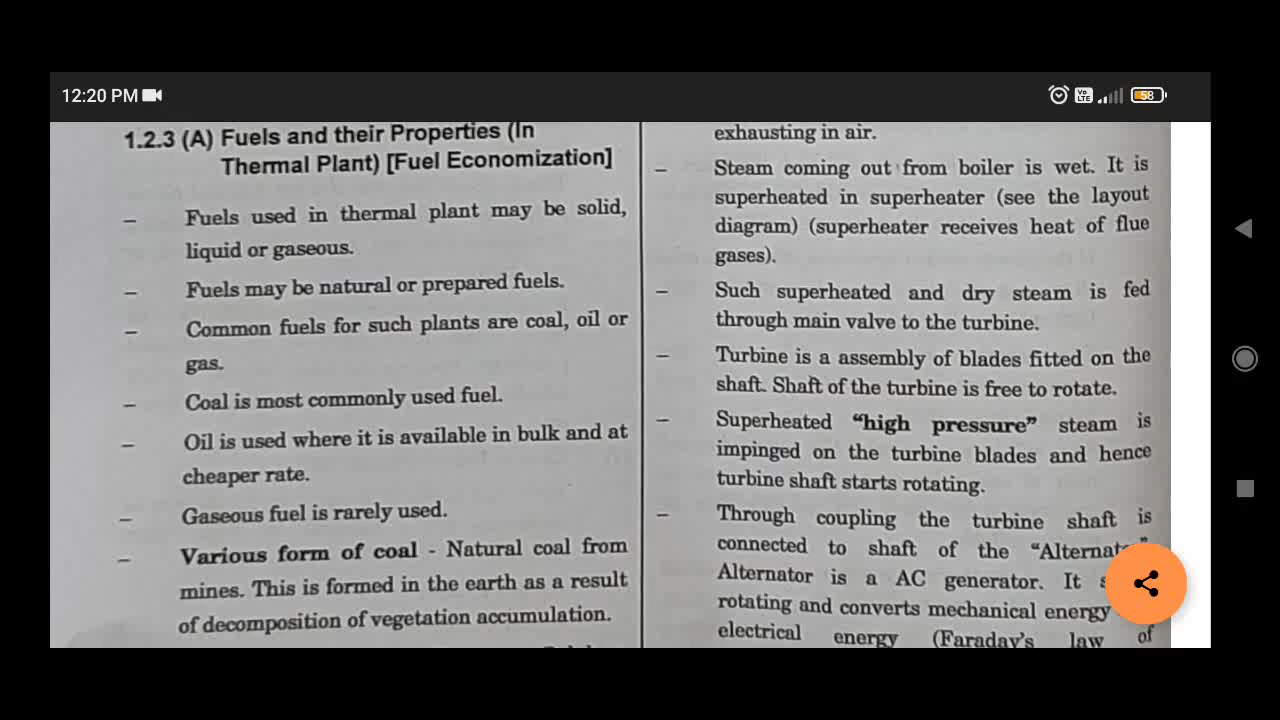 12:20 PM
Vo
LTE
58
1.2.3 (A) Fuels and their Properties (In
Thermal Plant) [Fuel Economization]
– Fuels used in thermal plant may be solid,
liquid or gaseous.
– Fuels may be natural or prepared fuels.
– Common fuels for such plants are coal, oil or
gas.
– Coal is most commonly used fuel.
– Oil is used where it is available in bulk and at
cheaper rate.
– Gaseous fuel is rarely used.
– Various form of coal - Natural coal from
mines. This is formed in the earth as a result
of decomposition of vegetation accumulation.
exhausting in air.
– Steam coming out from boiler is wet. It is
superheated in superheater (see the layout
diagram) (superheater receives heat of flue
gases).
– Such superheated and dry steam is fed
through main valve to the turbine.
– Turbine is a assembly of blades fitted on the
shaft. Shaft of the turbine is free to rotate.
– Superheated “high pressure” steam is
impinged on the turbine blades and hence
turbine shaft starts rotating.
– Through coupling the turbine shaft is
connected to shaft of the
Alternator is a AC generator. It
rotating and converts mechanical energy
electrical energy (Faraday's law of